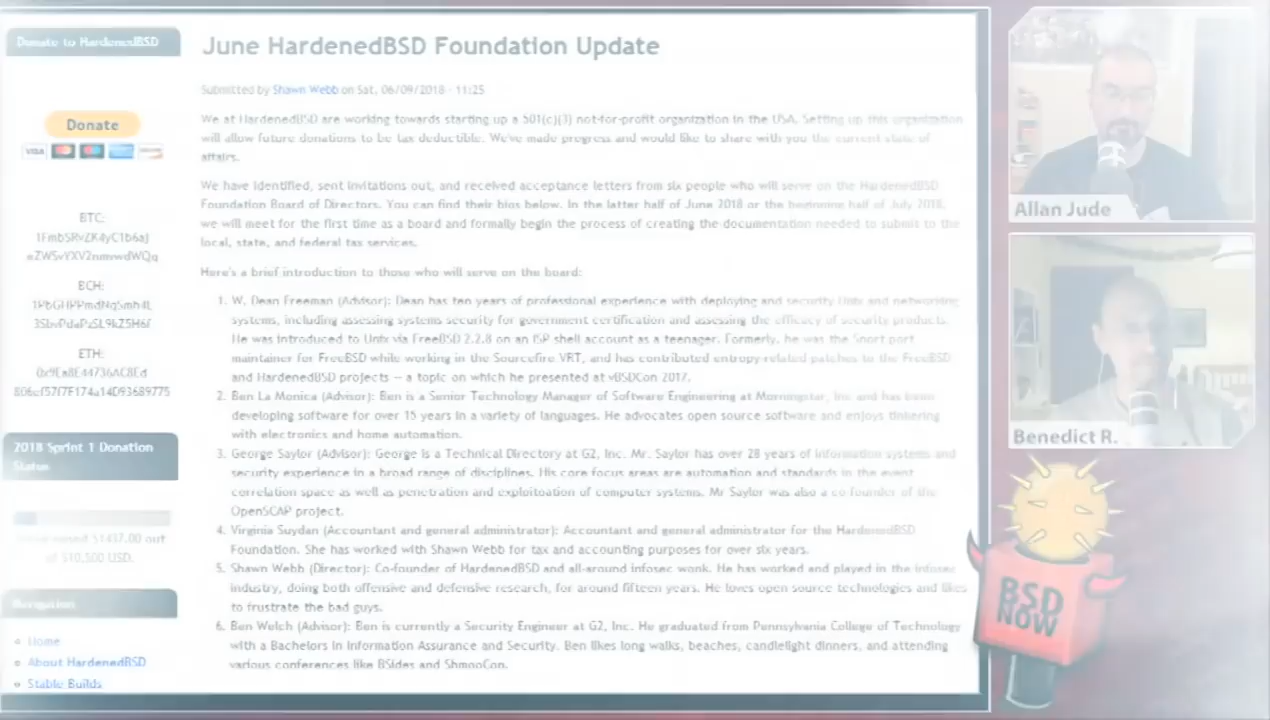 Donate to HardenedBSD
Donate
VISA
BTC:
ETH:
2018 Sprint 1 Donation
Status
$1437.00 out
of $10,500 USD.
Navigation
Home
About HardenedBSD
Stable Builds
June HardenedBSD Foundation Update
Submitted by Shawn Webb on Sat, 06/09/2018 - 11:25
We at HardenedBSD are working towards starting up a 501(c)(3) not-for-profit organization in the USA. Setting up this organization
will allow future donations to be tax deductible. We've made progress and would like to share with you the current state of
affairs.
We have identified, sent invitations out, and received acceptance letters from six people who will serve on the HardenedBSD
Foundation Board of Directors. You can find their bios below. In the latter half of June 2018 or the beginning half of July 2018,
we will meet for the first time as a board and formally begin the process of creating the documentation needed to submit to the
local, state, and federal tax services.
Here's a brief introduction to those who will serve on the board:
1. W. Dean Freeman (Advisor): Dean has ten years of professional experience with deploying and security Unix and networking
systems, including assessing systems security for government certification and assessing the efficacy of security products.
He was introduced to Unix via FreeBSD 2.2.8 on an ISP shell account as a teenager. Formerly, he was the Snort port
maintainer for FreeBSD while working in the Sourcefire VRT, and has contributed entropy-related patches to the FreeBSD
and HardenedBSD projects -- a topic on which he presented at vBSDCon 2017.
2. Ben La Monica (Advisor): Ben is a Senior Technology Manager of Software Engineering at Morningstar, Inc and has been
developing software for over 15 years in a variety of languages. He advocates open source software and enjoys tinkering
with electronics and home automation.
3. George Saylor (Advisor): George is a Technical Directory at G2, Inc. Mr. Saylor has over 28 years of information systems and
security experience in a broad range of disciplines. His core focus areas are automation and standards in the event
correlation space as well as penetration and exploitation of computer systems. Mr Saylor was also a co-founder of the
OpenSCAP project.
4. Virginia Suydan (Accountant and general administrator): Accountant and general administrator for the HardenedBSD
Foundation. She has worked with Shawn Webb for tax and accounting purposes for over six years.
5. Shawn Webb (Director): Co-founder of HardenedBSD and all-around infosec wonk. He has worked and played in the infosec
industry, doing both offensive and defensive research, for around fifteen years. He loves open source technologies and likes
to frustrate the bad guys.
6. Ben Welch (Advisor): Ben is currently a Security Engineer at G2, Inc. He graduated from Pennsylvania College of Technology
with a Bachelors in Information Assurance and Security. Ben likes long walks, beaches, candlelight dinners, and attending
various conferences like BSides and ShmooCon.
Allan Jude
Benedict R.
BSD
NOW